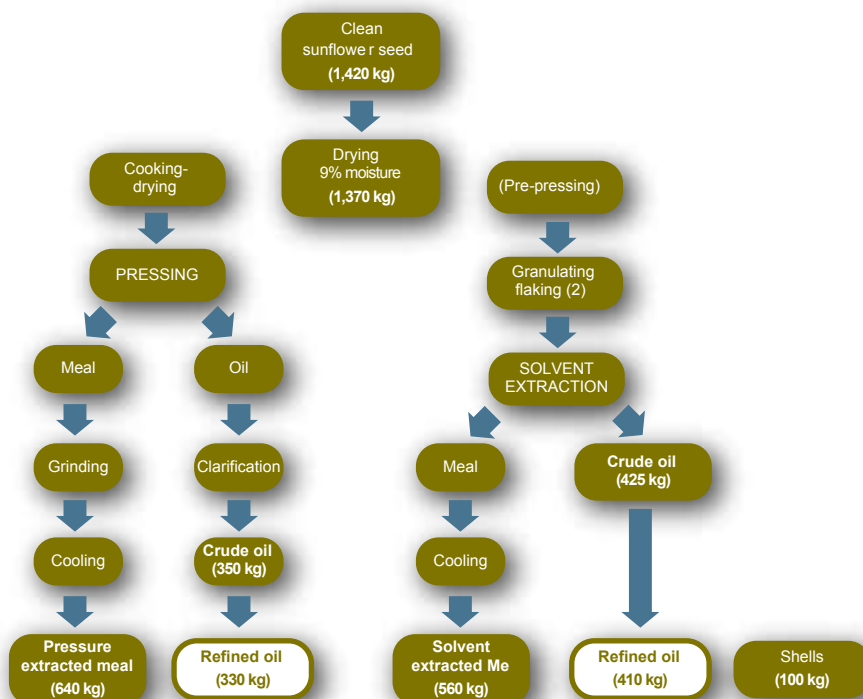 Clean
sunflowe r seed
(1,420 kg)
Drying
9% moisture
(1,370 kg)
Cooking-
drying
(Pre-pressing)
PRESSING
Granulating
flaking (2)
Meal
Oil
SOLVENT
EXTRACTION
Grinding
Clarification
Meal
Crude oil
(425 kg)
Cooling
Crude oil
(350 kg)
Cooling
Pressure
extracted meal
(640 kg)
Refined oil
(330 kg)
Solvent
extracted Me
(560 kg)
Refined oil
(410 kg)
Shells
(100 kg)